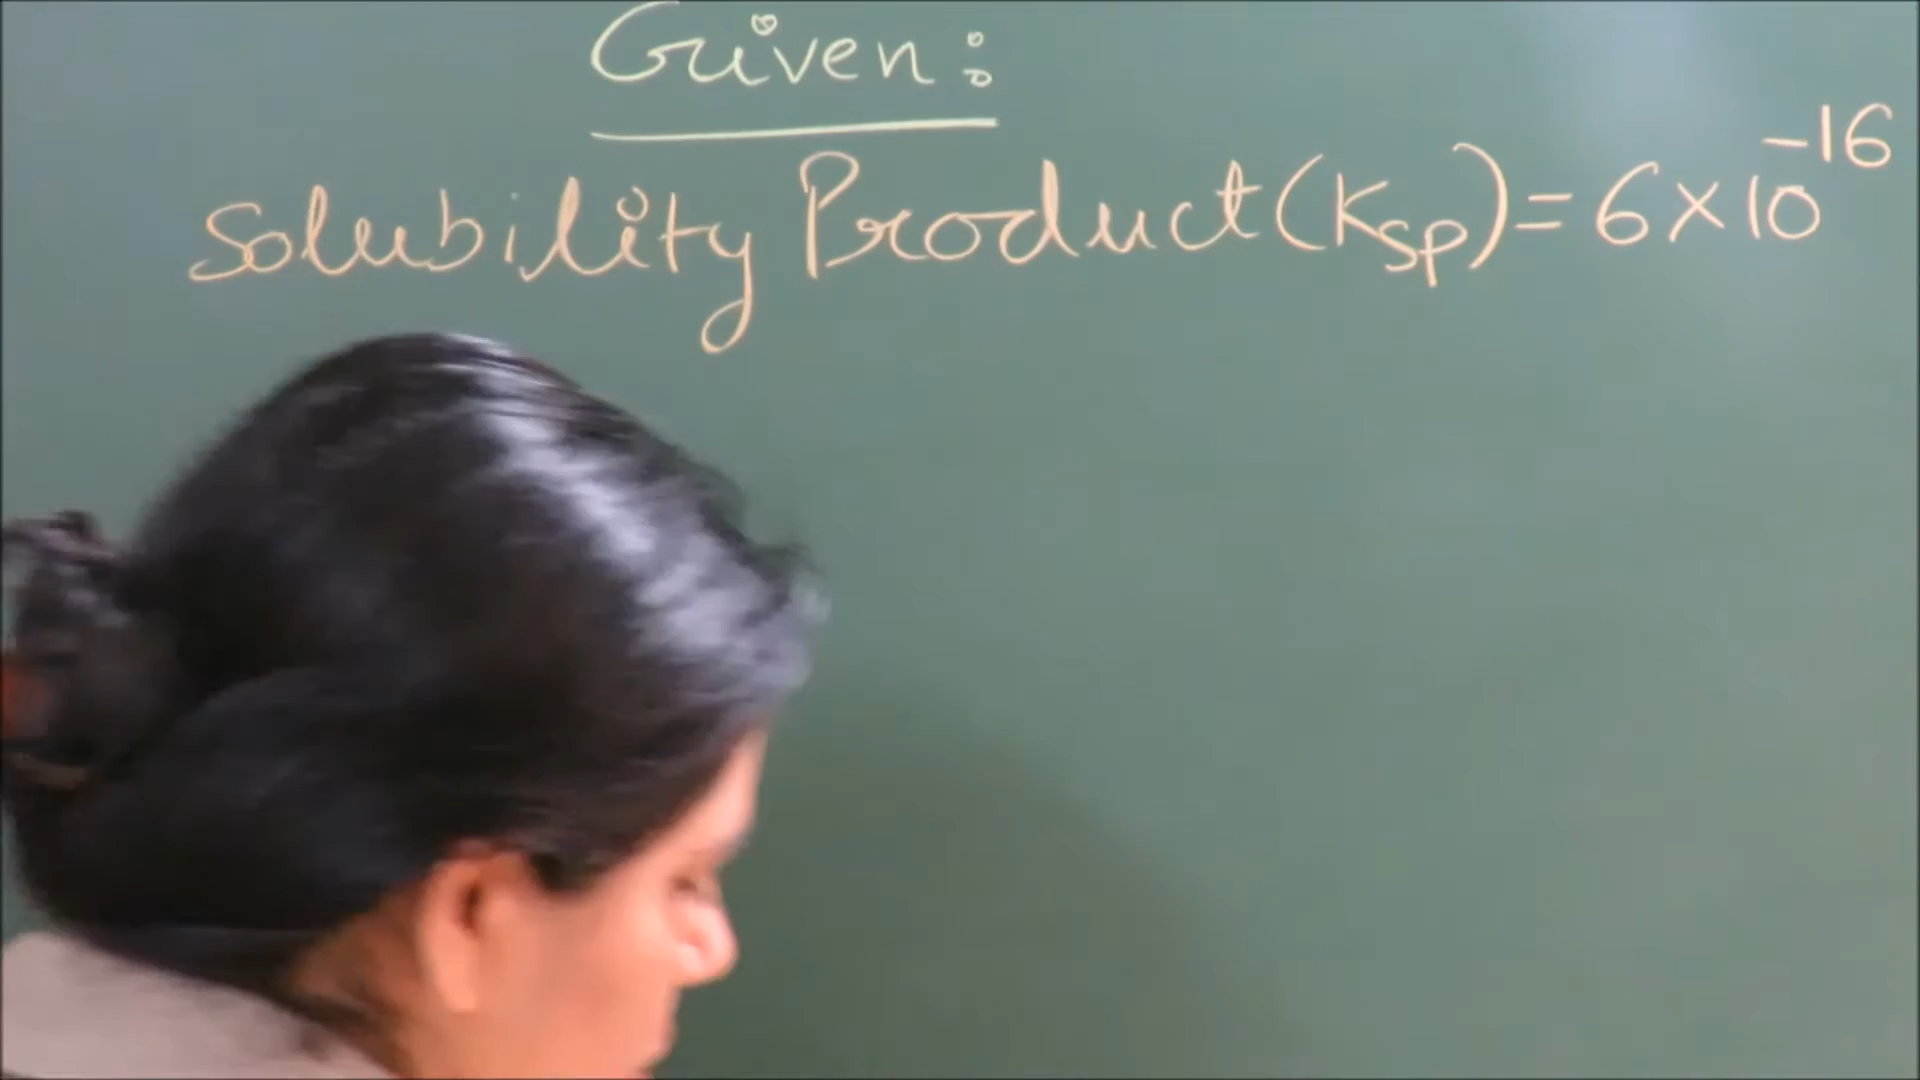 Given:
Solubility Product (Ksp) = 6 × 10^-16